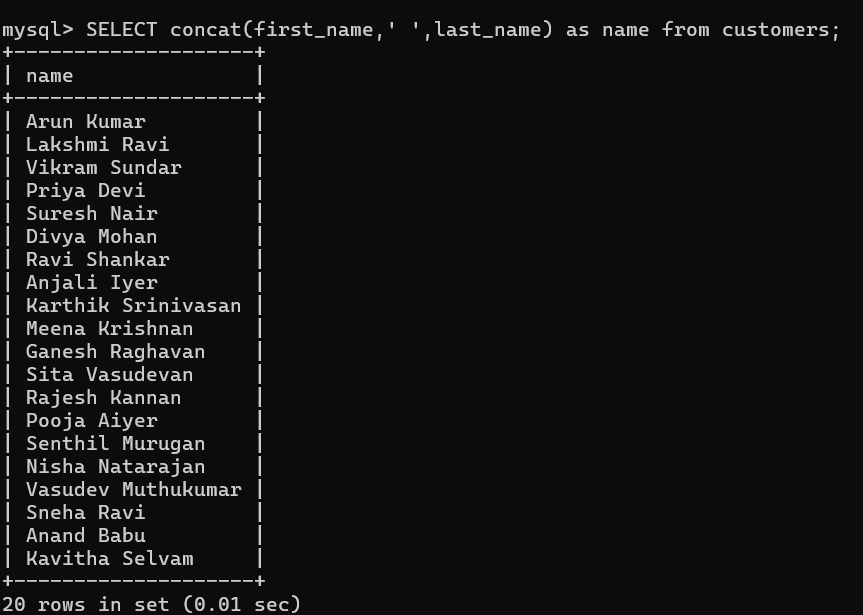 mysql> SELECT concat(first_name,' ',last_name) as name from customers;
+--------------------+
| name               |
+--------------------+
| Arun Kumar         |
| Lakshmi Ravi       |
| Vikram Sundar      |
| Priya Devi         |
| Suresh Nair        |
| Divya Mohan        |
| Ravi Shankar       |
| Anjali Iyer        |
| Karthik Srinivasan |
| Meena Krishnan     |
| Ganesh Raghavan    |
| Sita Vasudevan     |
| Rajesh Kannan      |
| Pooja Aiyer        |
| Senthil Murugan    |
| Nisha Natarajan    |
| Vasudev Muthukumar |
| Sneha Ravi         |
| Anand Babu         |
| Kavitha Selvam     |
+--------------------+
20 rows in set (0.01 sec)